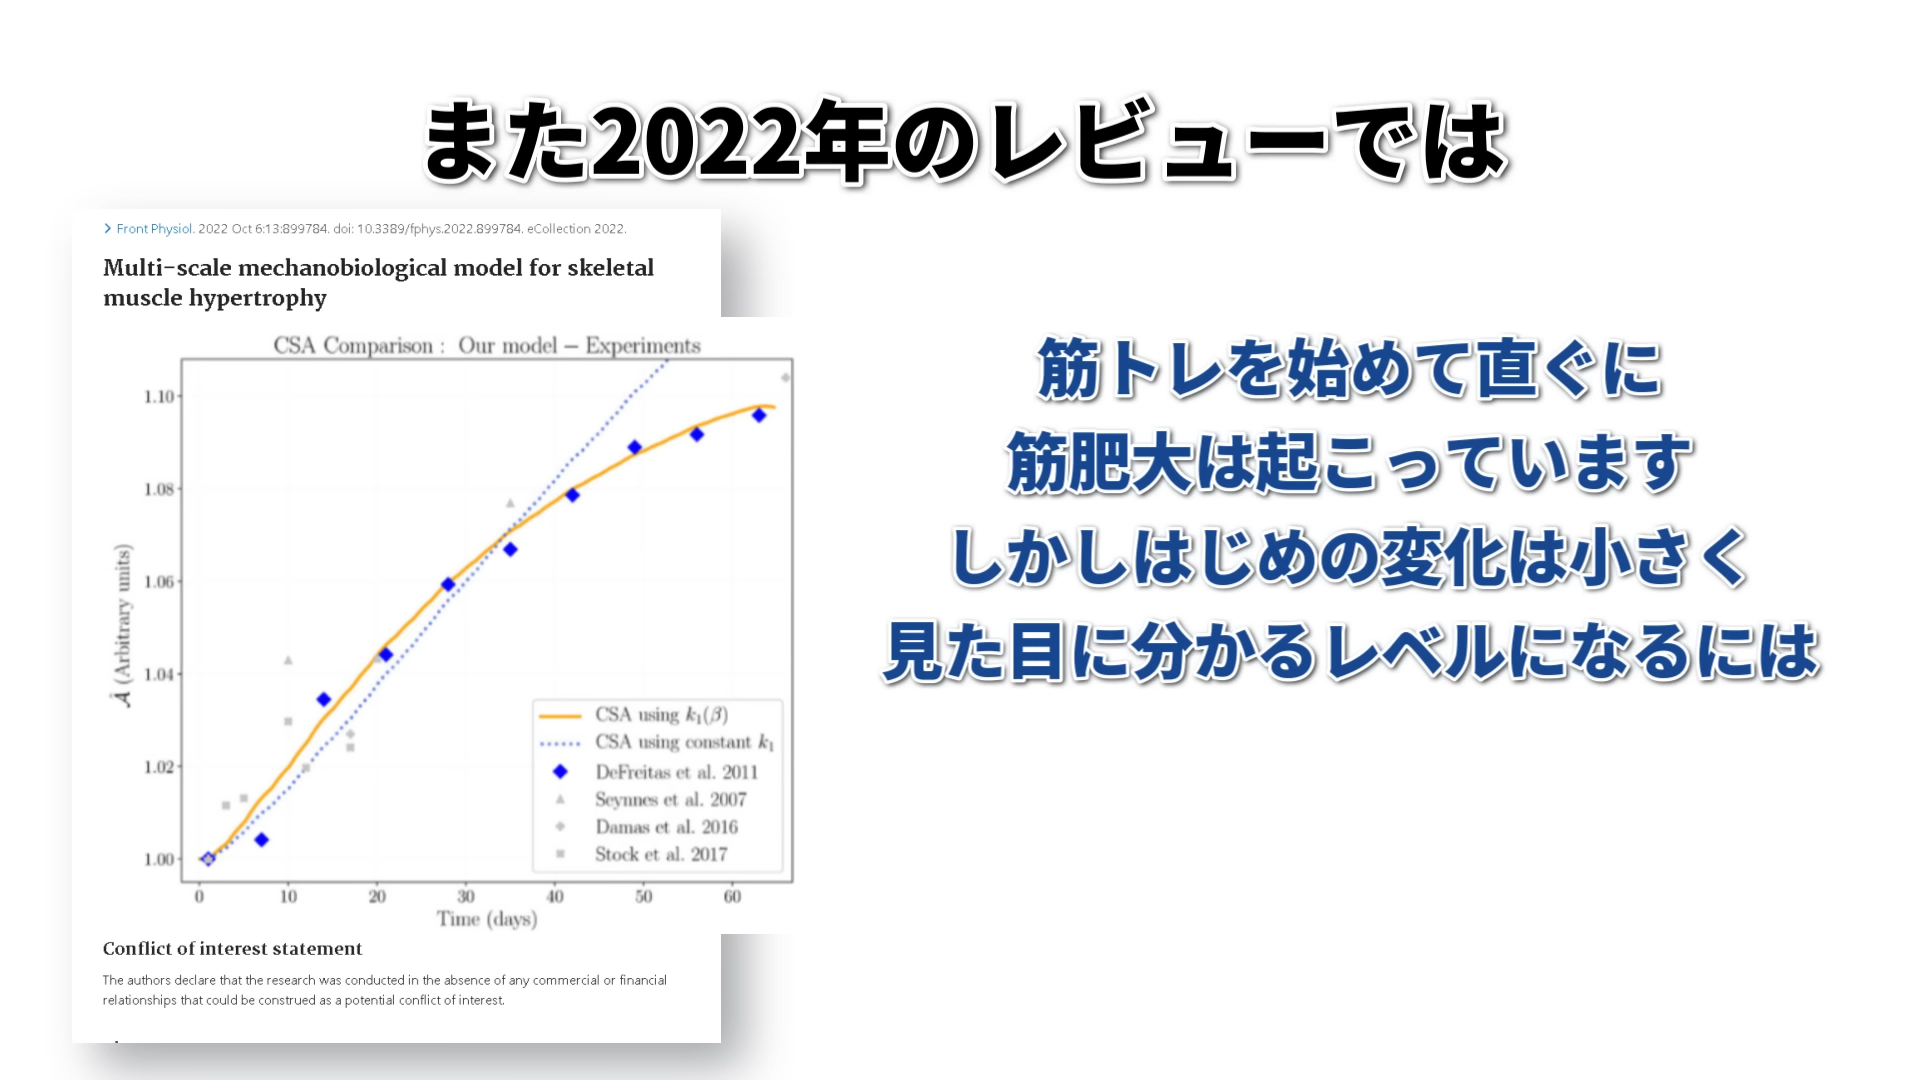 また2022年のレビューでは
Front Physiol. 2022 Oct 6:13:899784. doi: 10.3389/fphys.2022.899784. eCollection 2022.
Multi-scale mechanobiological model for skeletal
muscle hypertrophy
CSA Comparison : Our model – Experiments
1.10
1.08
1.06
1.04
1.02
1.00
Å (Arbitrary units)
0 10 20 30 40 50 60
Time (days)
CSA using k₁(β)
CSA using constant k₁
DeFreitas et al. 2011
Seynnes et al. 2007
Damas et al. 2016
Stock et al. 2017
Conflict of interest statement
The authors declare that the research was conducted in the absence of any commercial or financial
relationships that could be construed as a potential conflict of interest.
筋トレを始めて直ぐに
筋肥大は起こっています
しかしはじめの変化は小さく
見た目に分かるレベルになるには